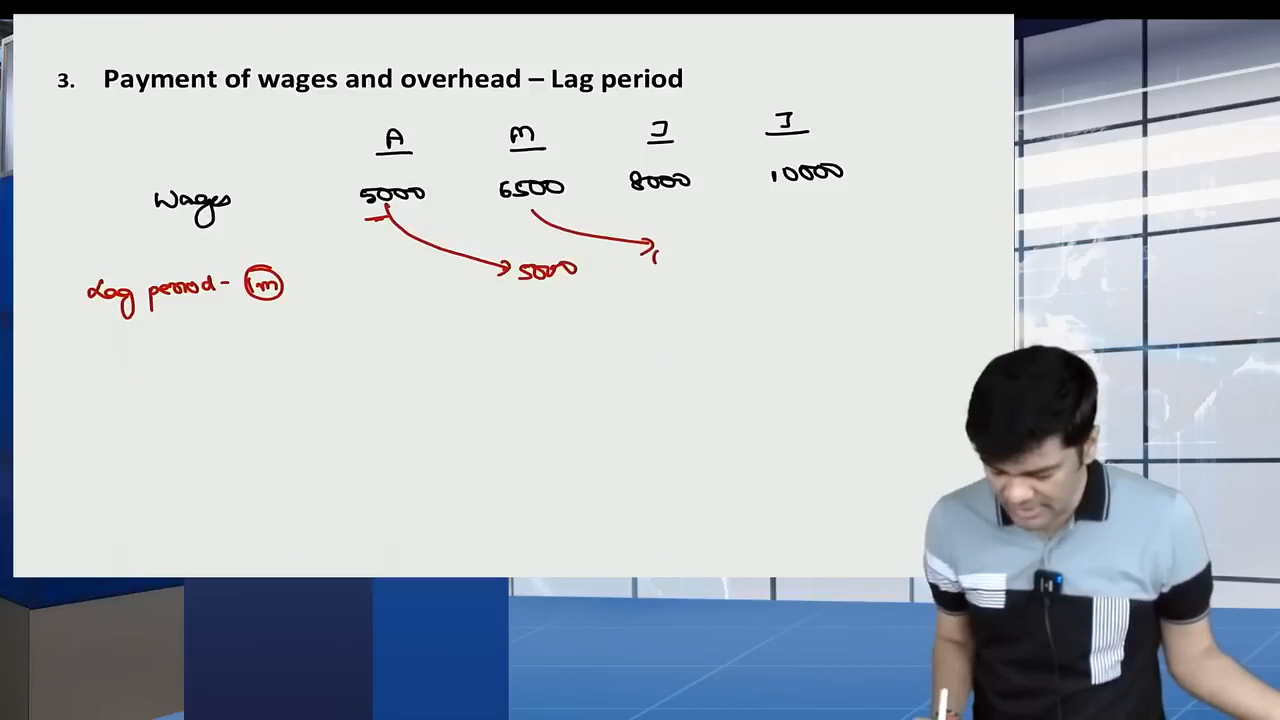 3. Payment of wages and overhead – Lag period
A M J J
Wages 5000 6500 8000 10000
5000
Lag period - 1m